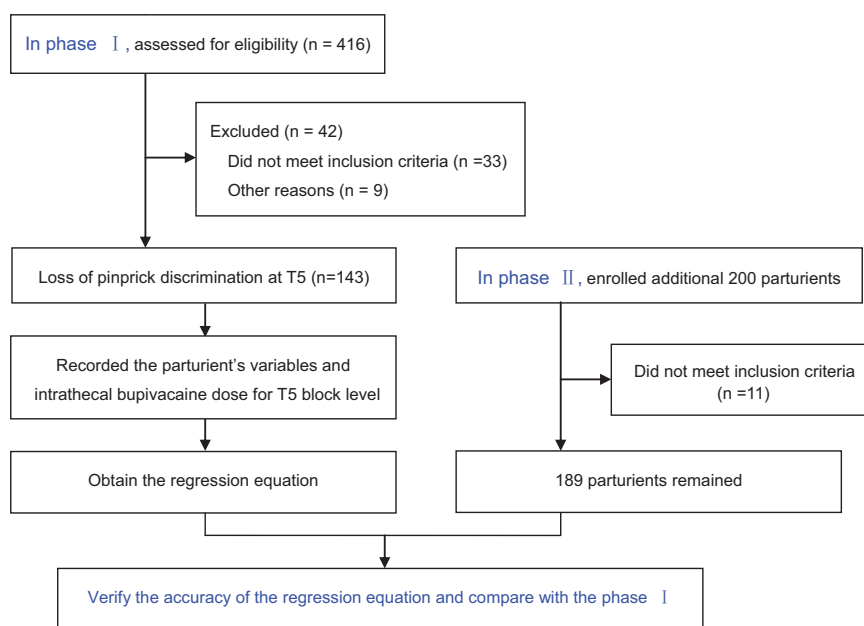 In phase Ⅰ, assessed for eligibility (n = 416)
Excluded (n = 42)
Did not meet inclusion criteria (n =33)
Other reasons (n = 9)
Loss of pinprick discrimination at T5 (n=143)
In phase Ⅱ, enrolled additional 200 parturients
Recorded the parturient's variables and
intrathecal bupivacaine dose for T5 block level
Did not meet inclusion criteria
(n =11)
Obtain the regression equation
189 parturients remained
Verify the accuracy of the regression equation and compare with the phase Ⅰ